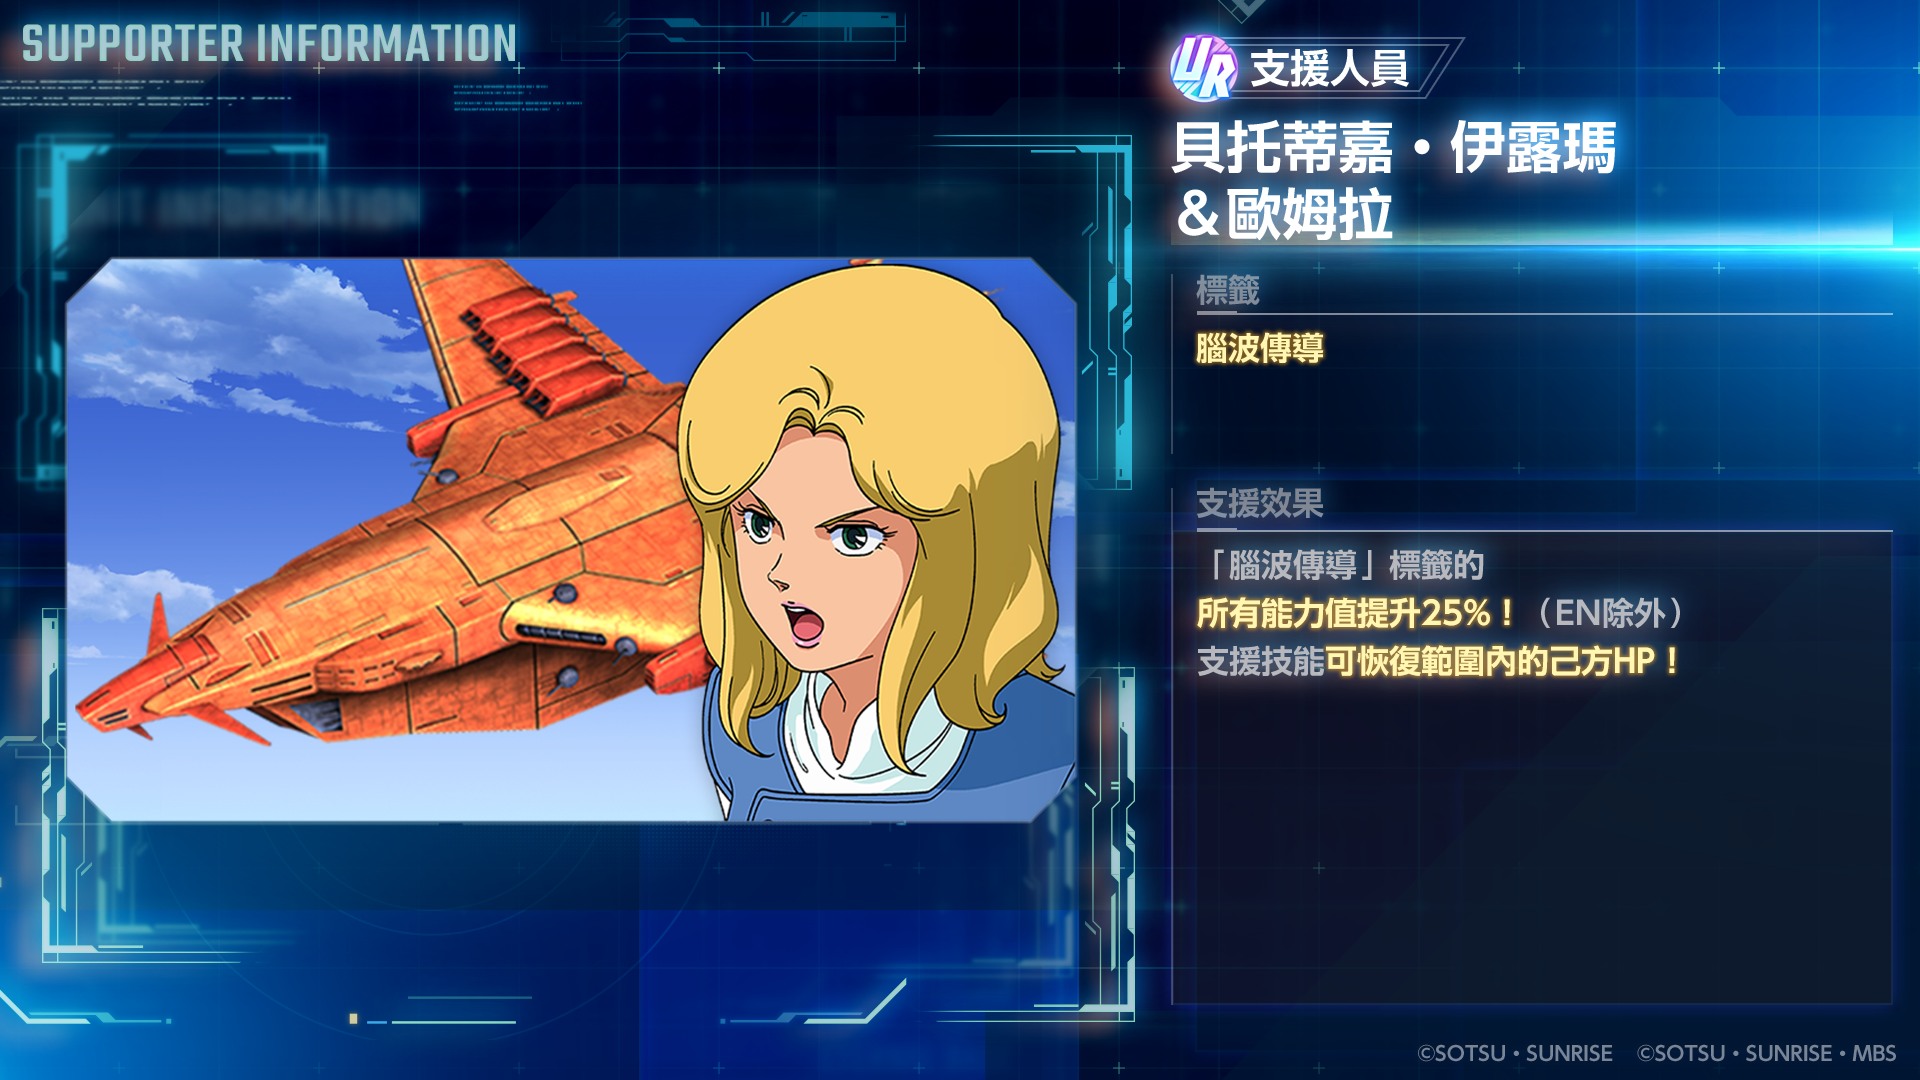 SUPPORTER INFORMATION
INFORMATION
UR 支援人員
貝托蒂嘉・伊露瑪
＆歐姆拉
標籤
腦波傳導
支援效果
「腦波傳導」標籤的
所有能力值提升25%！（EN除外）
支援技能可恢復範圍內的己方HP！
©SOTSU・SUNRISE ©SOTSU・SUNRISE・MBS